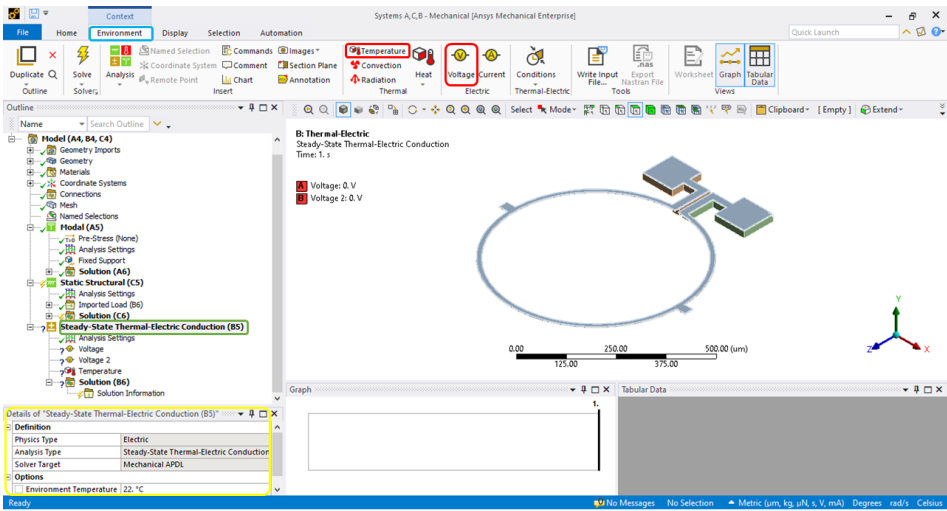 Context
Systems A,C,B - Mechanical [Ansys Mechanical Enterprise]
File
Home
Environment
Display
Selection
Automation
Quick Launch
Duplicate
Outline
Solve
Solver
Analysis
Named Selection
Coordinate System
Remote Point
Commands
Comment
Chart
Images
Section Plane
Annotation
Insert
Temperature
Convection
Radiation
Heat
Thermal
Voltage
Current
Electric
Conditions
Thermal-Electric
Write Input File...
Export Nastran File
.nas
Tools
Worksheet
Graph
Tabular Data
Views
Outline
Name
Search Outline
Select
Mode
Clipboard
[ Empty ]
Extend
Model (A4, B4, C4)
Geometry Imports
Geometry
Materials
Coordinate Systems
Connections
Mesh
Named Selections
Modal (A5)
Pre-Stress (None)
Analysis Settings
Fixed Support
Solution (A6)
Static Structural (C5)
Analysis Settings
Imported Load (B6)
Solution (C6)
Steady-State Thermal-Electric Conduction (B5)
Analysis Settings
Voltage
Voltage 2
Temperature
Solution (B6)
Solution Information
B: Thermal-Electric
Steady-State Thermal-Electric Conduction
Time: 1. s
A Voltage: 0. V
B Voltage 2: 0. V
0.00
250.00
500.00 (um)
125.00
375.00
Y
Z
X
Details of "Steady-State Thermal-Electric Conduction (B5)"
Definition
Physics Type Electric
Analysis Type Steady-State Thermal-Electric Conduction
Solver Target Mechanical APDL
Options
Environment Temperature 22. °C
Graph
1.
Tabular Data
Ready
No Messages
No Selection
Metric (μm, kg, μN, s, V, mA)
Degrees
rad/s
Celsius